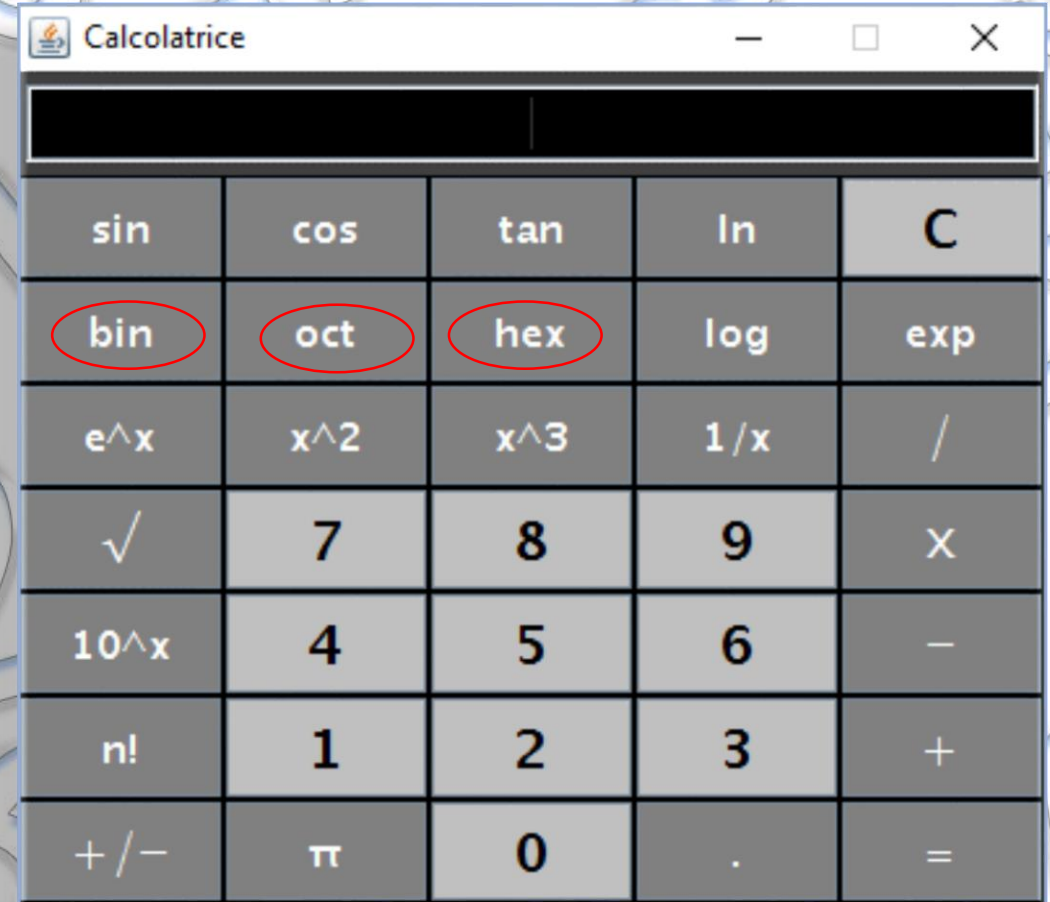 Calcolatrice
sin cos tan ln C
bin oct hex log exp
e^x x^2 x^3 1/x /
√ 7 8 9 X
10^x 4 5 6 −
n! 1 2 3 +
+/− π 0 . =